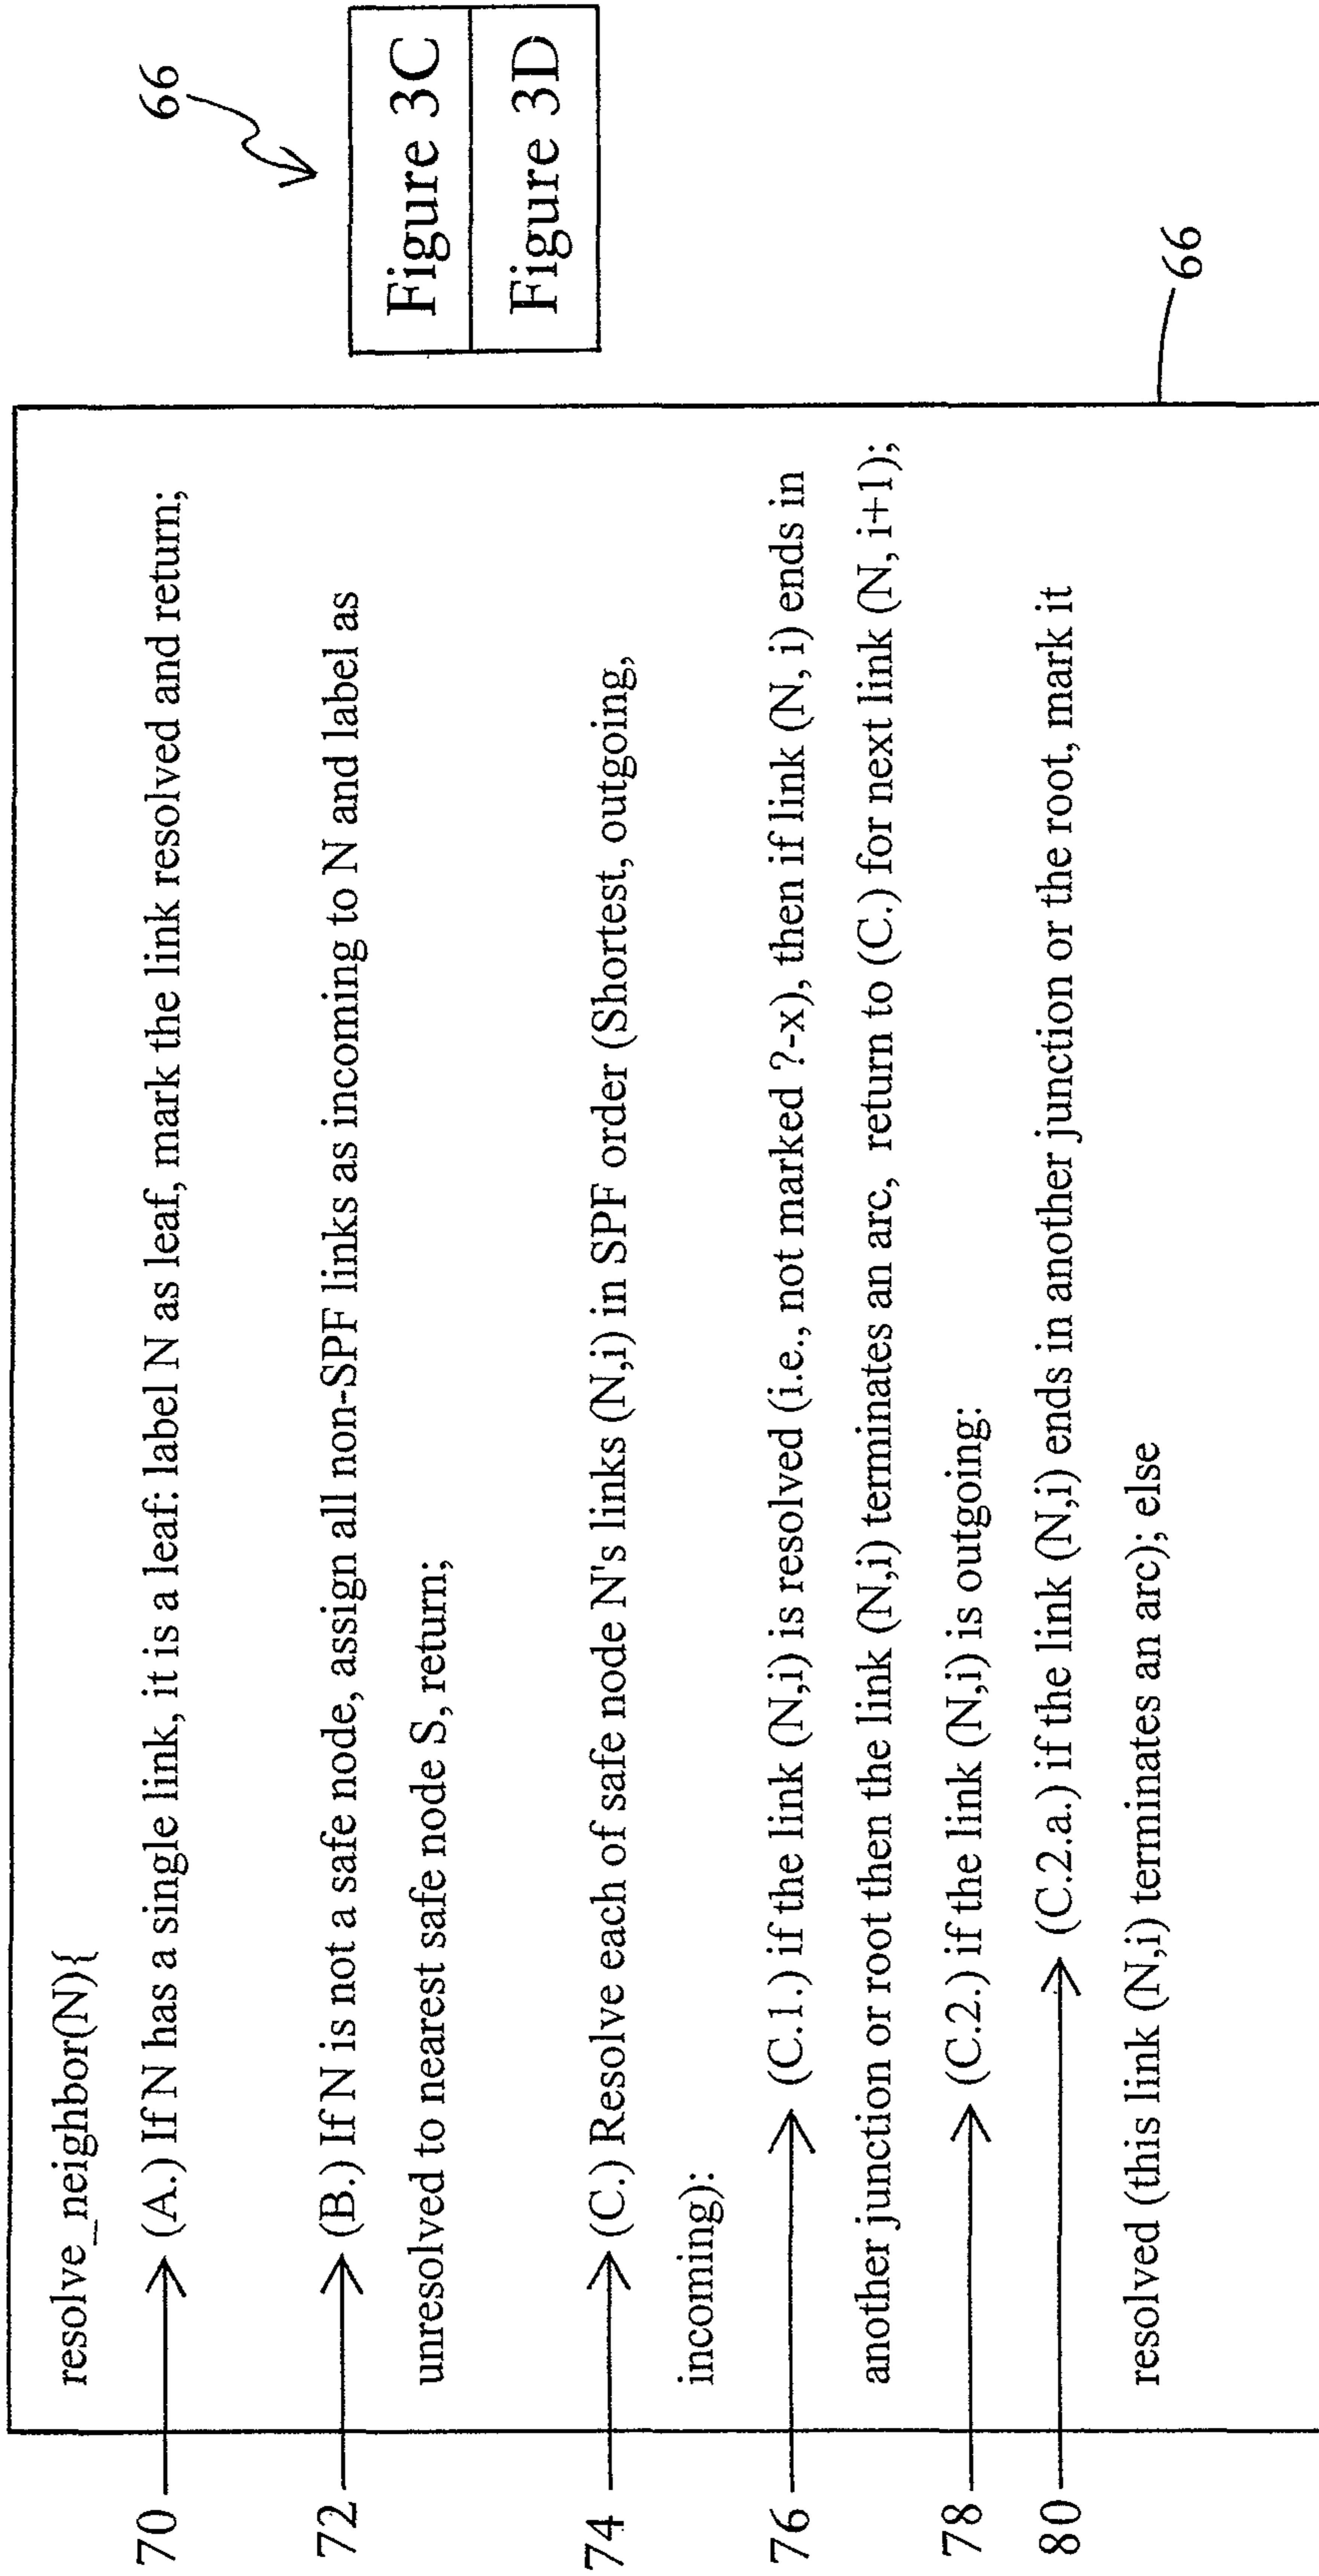 66
Figure 3C
Figure 3D
resolve_neighbor(N){
70
(A.) If N has a single link, it is a leaf: label N as leaf, mark the link resolved and return;
72
(B.) If N is not a safe node, assign all non-SPF links as incoming to N and label as
unresolved to nearest safe node S, return;
74
(C.) Resolve each of safe node N's links (N,i) in SPF order (Shortest, outgoing,
incoming):
76
(C.1.) if the link (N,i) is resolved (i.e., not marked ?-x), then if link (N, i) ends in
another junction or root then the link (N,i) terminates an arc, return to (C.) for next link (N, i+1);
78
(C.2.) if the link (N,i) is outgoing:
80
(C.2.a.) if the link (N,i) ends in another junction or the root, mark it
resolved (this link (N,i) terminates an arc); else
66